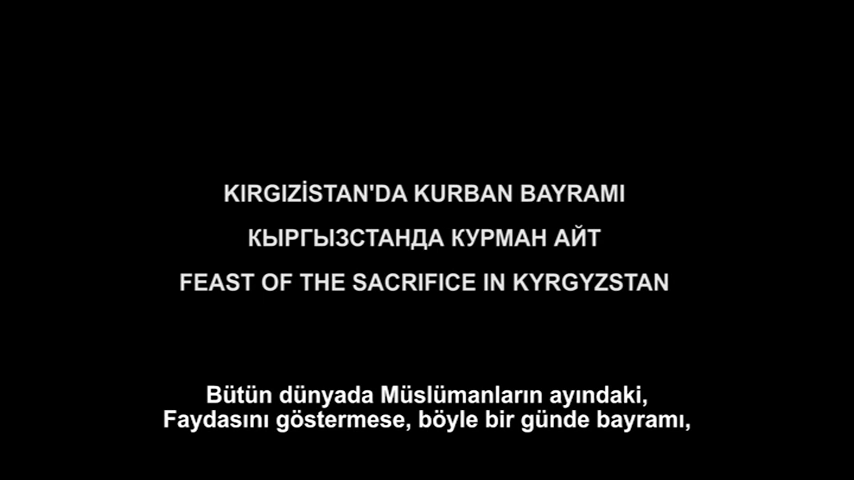 KIRGIZİSTAN'DA KURBAN BAYRAMI
КЫРГЫЗСТАНДА КУРМАН АЙТ
FEAST OF THE SACRIFICE IN KYRGYZSTAN
Bütün dünyada Müslümanların ayındaki,
Faydasını göstermese, böyle bir günde bayramı,